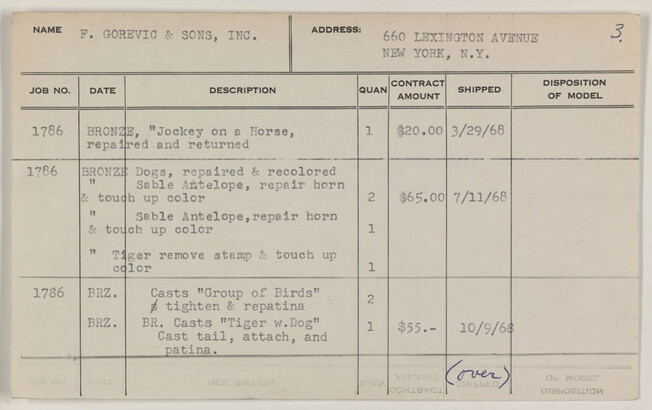 NAME F. GOREVIC & SONS, INC. ADDRESS: 660 LEXINGTON AVENUE 3.
NEW YORK, N.Y.
JOB NO. DATE DESCRIPTION QUAN CONTRACT AMOUNT SHIPPED DISPOSITION OF MODEL
1786 BRONZE, "Jockey on a Horse, 1 $20.00 3/29/68
repaired and returned
1786 BRONZE Dogs, repaired & recolored
" Sable Antelope, repair horn
& touch up color 2 $65.00 7/11/68
" Sable Antelope,repair horn
& touch up color 1
" Tiger remove stamp & touch up
color 1
1786 BRZ. Casts "Group of Birds" 2
& tighten & repatina
BRZ. BR. Casts "Tiger w.Dog" 1 $55.- 10/9/68
Cast tail, attach, and
patina.
(over)